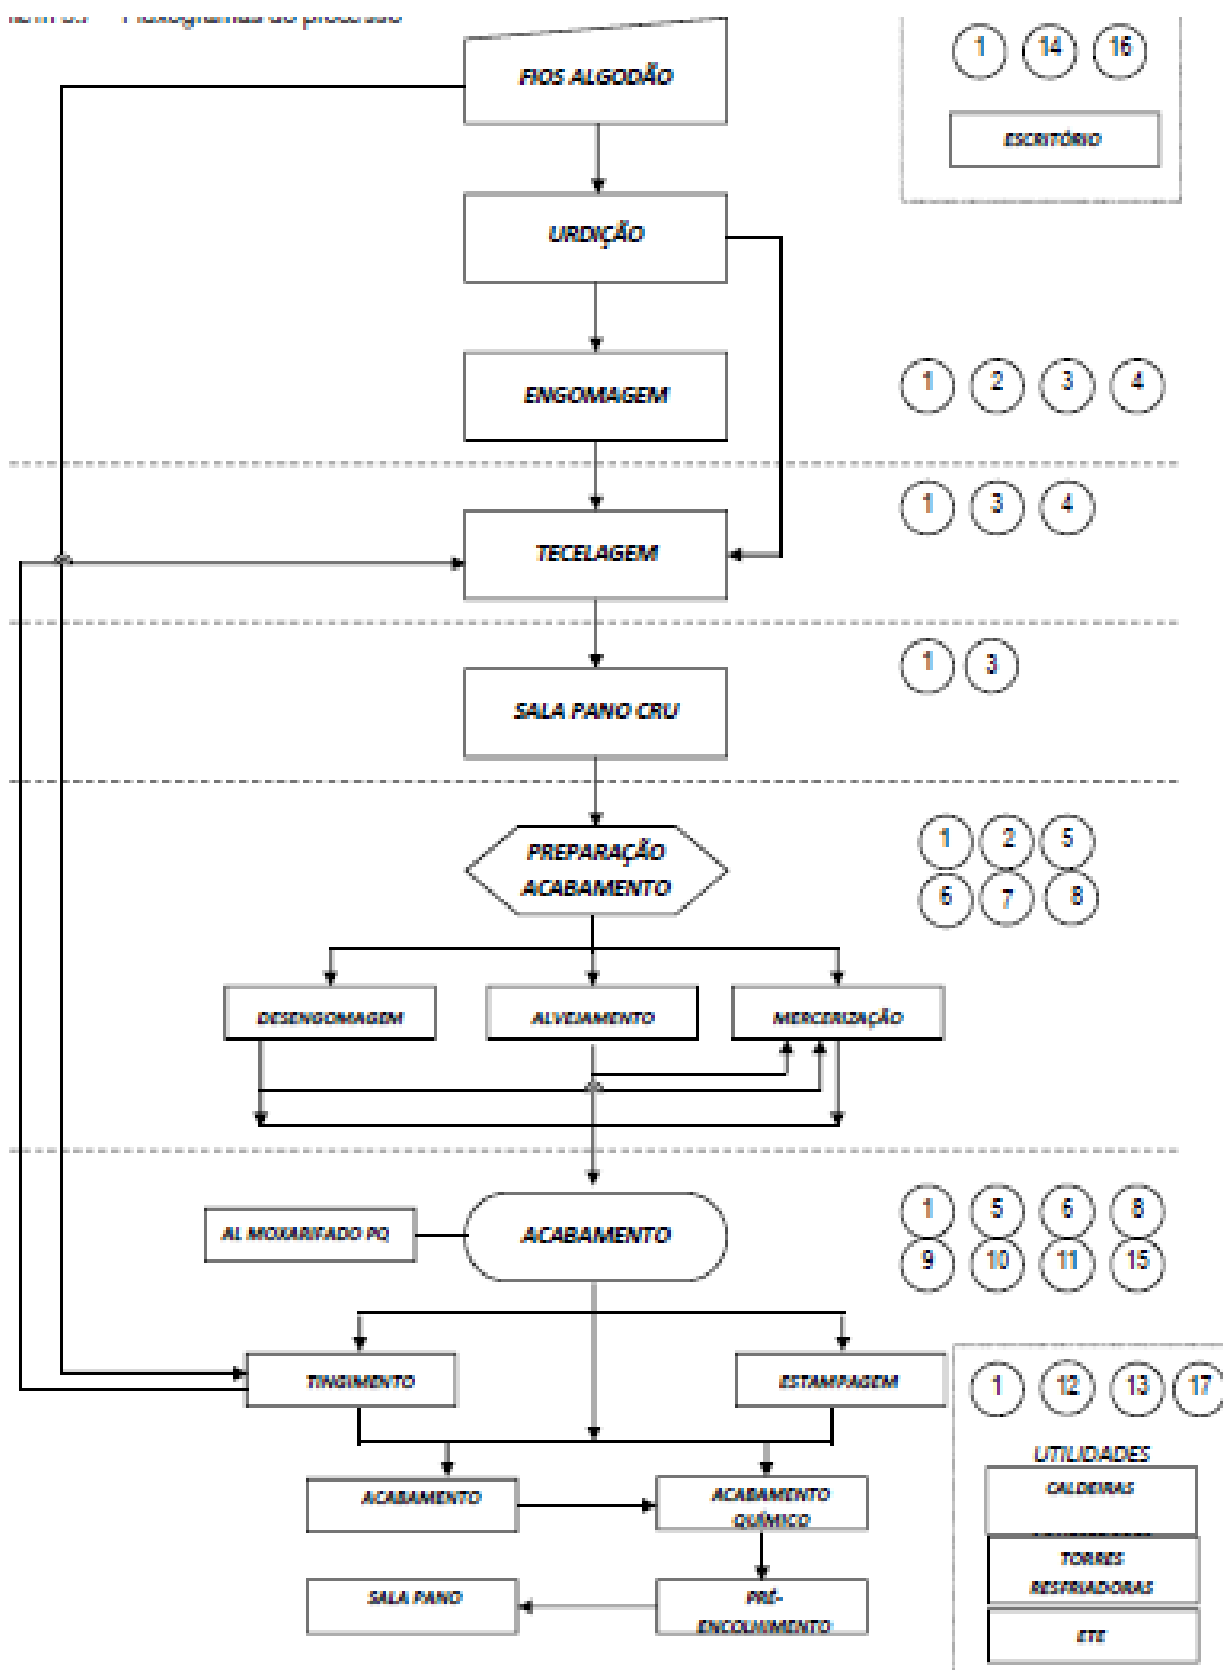 Fluxogramas do processo
FIOS ALGODÃO
1 14 16
ESCRITÓRIO
URDIÇÃO
ENGOMAGEM
1 2 3 4
TECELAGEM
1 3 4
SALA PANO CRU
1 3
PREPARAÇÃO
ACABAMENTO
1 2 5
6 7 8
DESENGOMAGEM
ALVEJAMENTO
MERCERIZAÇÃO
AL MOXARIFADO PQ
ACABAMENTO
1 5 6 8
9 10 11 15
TINGIMENTO
ESTAMPAGEM
1 12 13 17
UTILIDADES
CALDEIRAS
TORRES
RESFRIADORAS
ETE
ACABAMENTO
ACABAMENTO
QUÍMICO
SALA PANO
PRÉ-
ENCOLHIMENTO